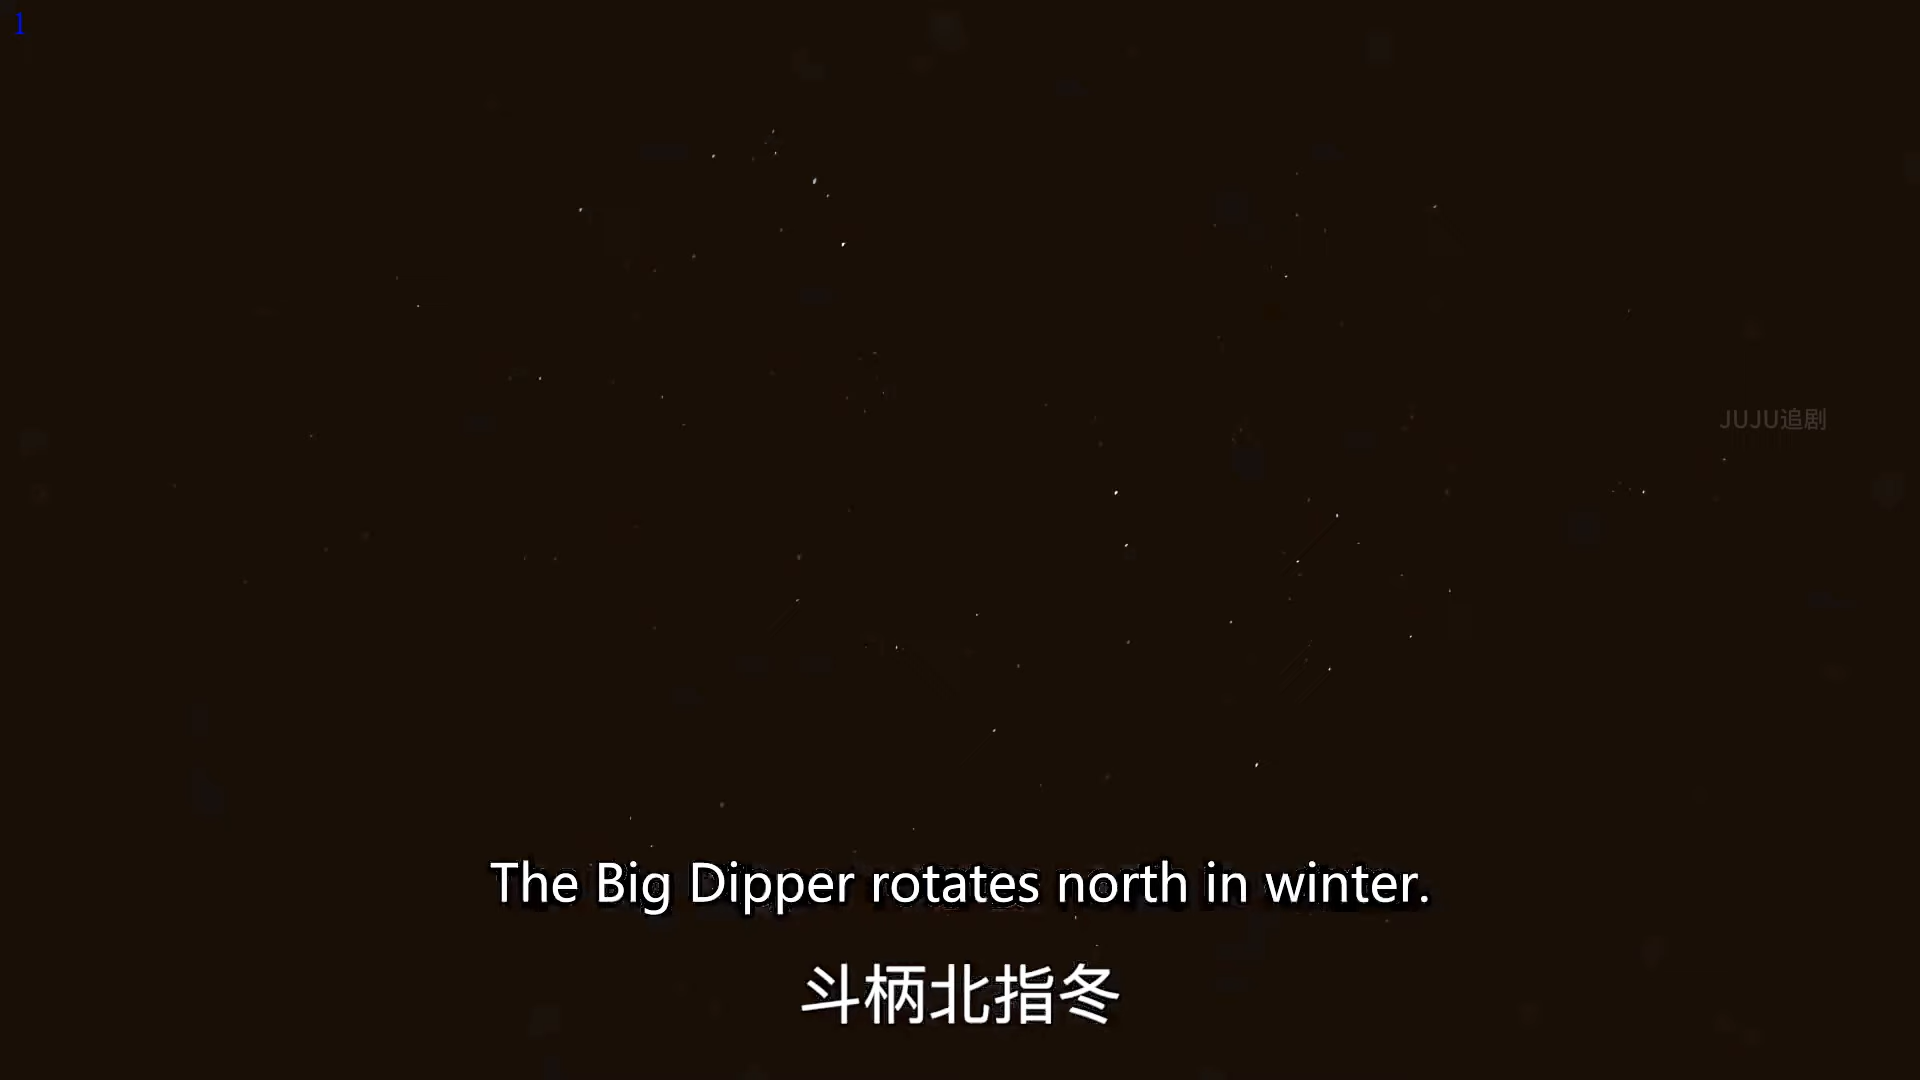 1
JUJU追剧
The Big Dipper rotates north in winter.
斗柄北指冬